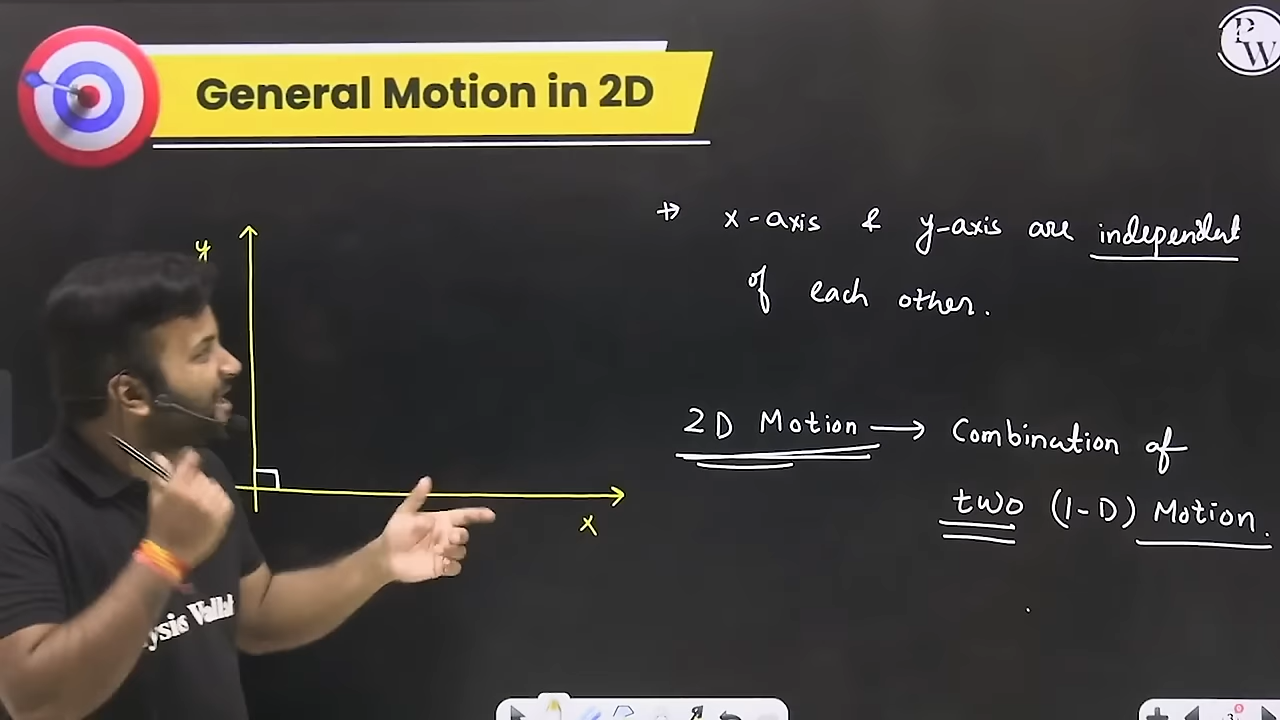 General Motion in 2D
P
W
→ x-axis & y-axis are independent
of each other.
y
2D Motion → Combination of
two (1-D) Motion.
x